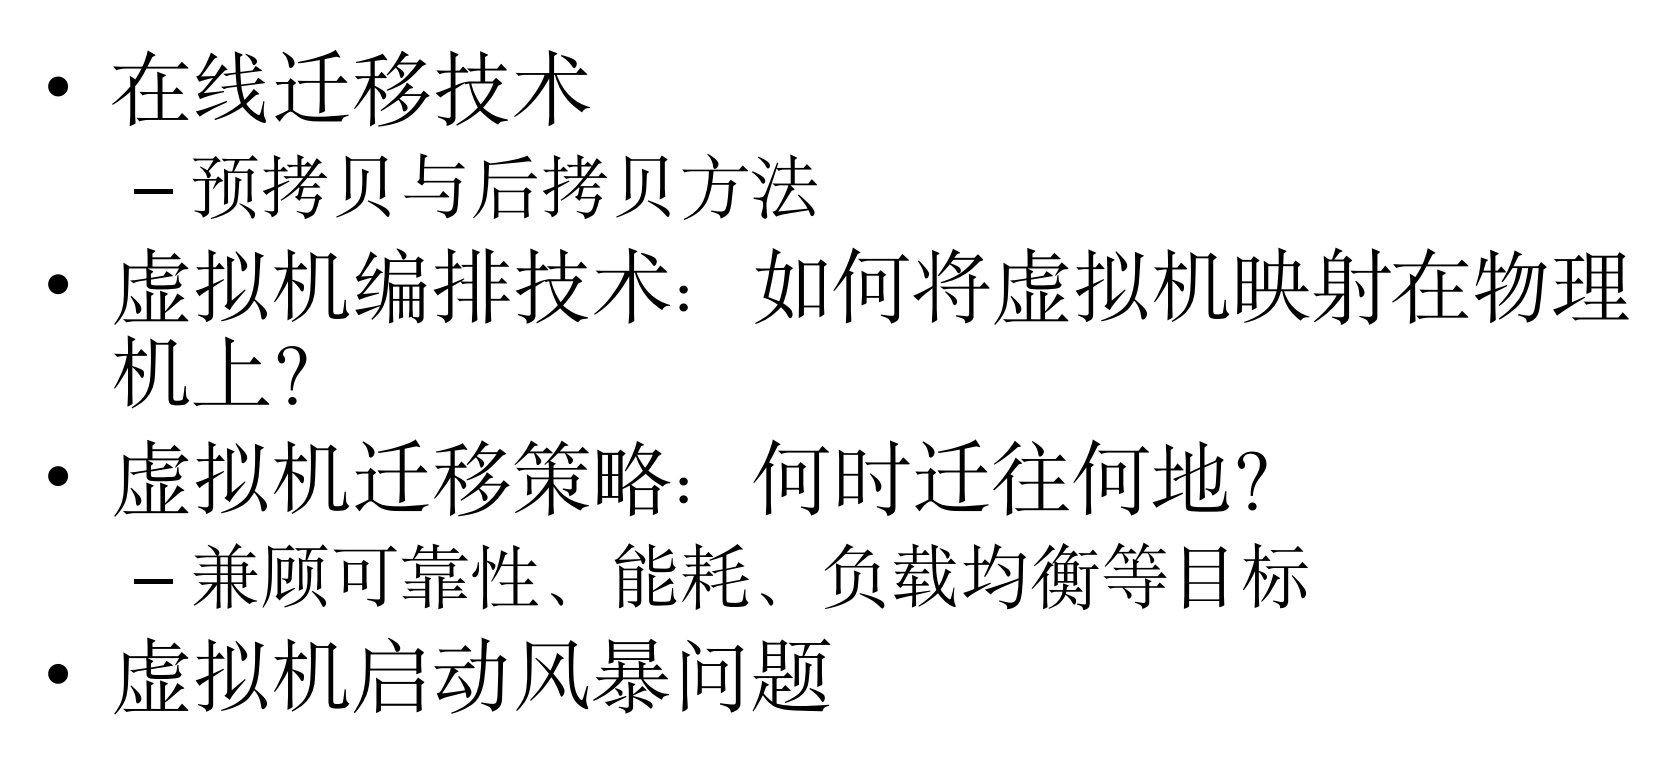 • 在线迁移技术
– 预拷贝与后拷贝方法
• 虚拟机编排技术：如何将虚拟机映射在物理
机上？
• 虚拟机迁移策略：何时迁往何地？
– 兼顾可靠性、能耗、负载均衡等目标
• 虚拟机启动风暴问题